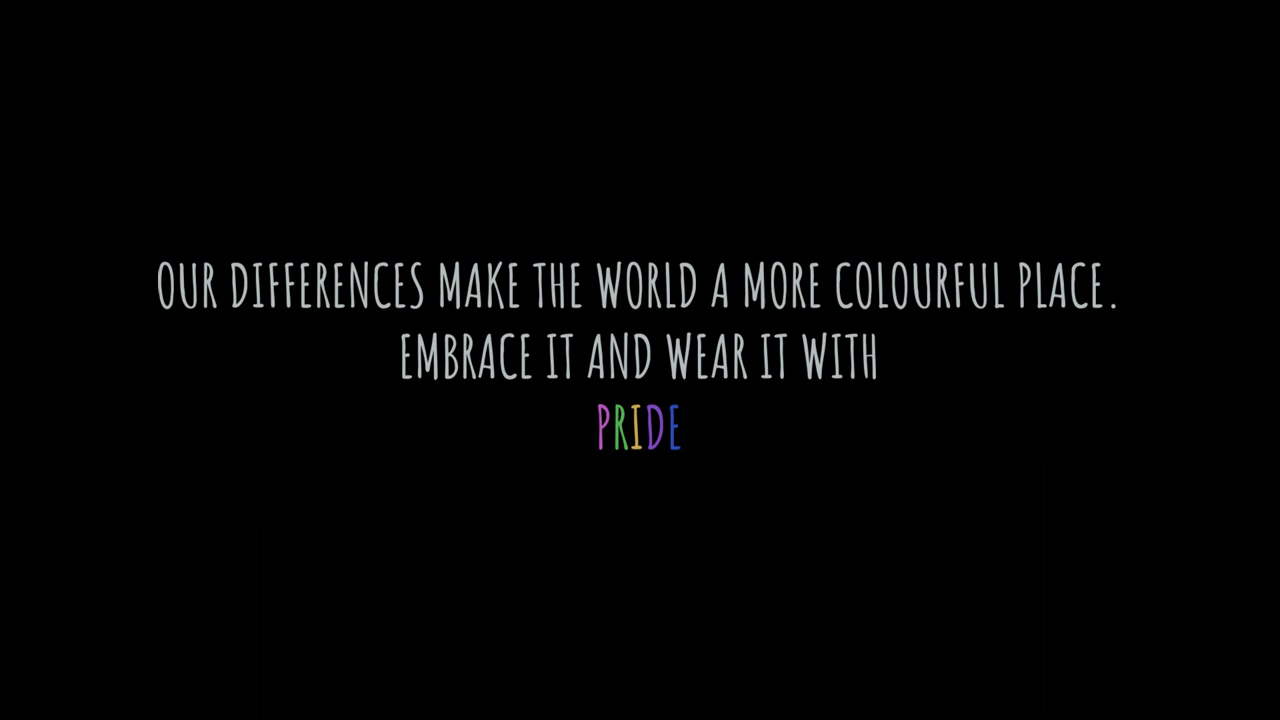 OUR DIFFERENCES MAKE THE WORLD A MORE COLOURFUL PLACE.
EMBRACE IT AND WEAR IT WITH
PRIDE